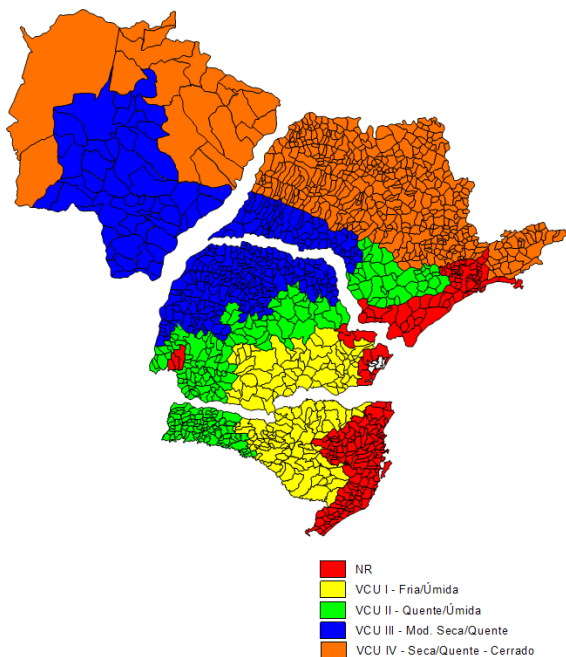 NR
VCU I - Fria/Úmida
VCU II - Quente/Úmida
VCU III - Mod. Seca/Quente
VCU IV - Seca/Quente - Cerrado